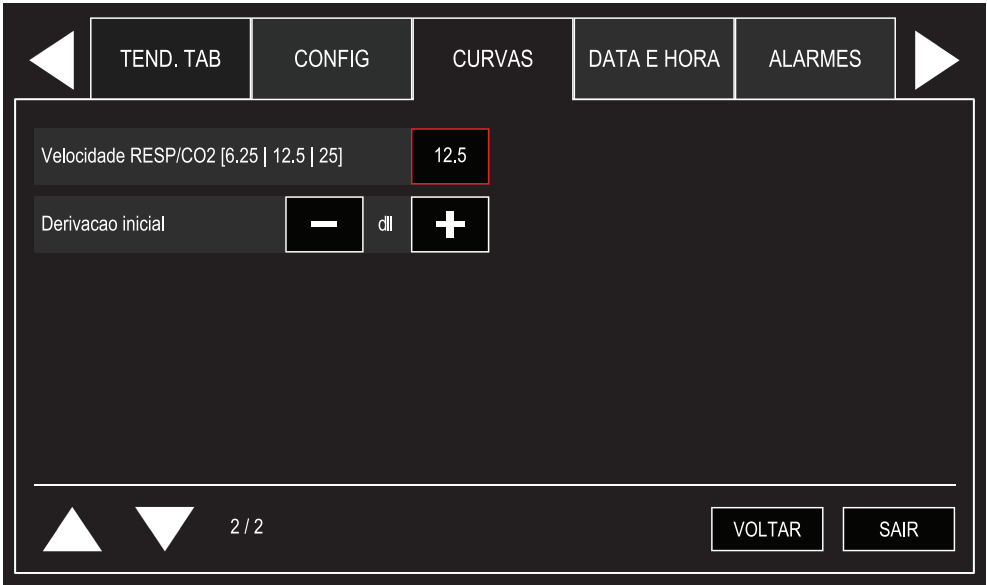 TEND. TAB CONFIG CURVAS DATA E HORA ALARMES
Velocidade RESP/CO2 [6.25 | 12.5 | 25] 12.5
Derivacao inicial dII
2 / 2 VOLTAR SAIR